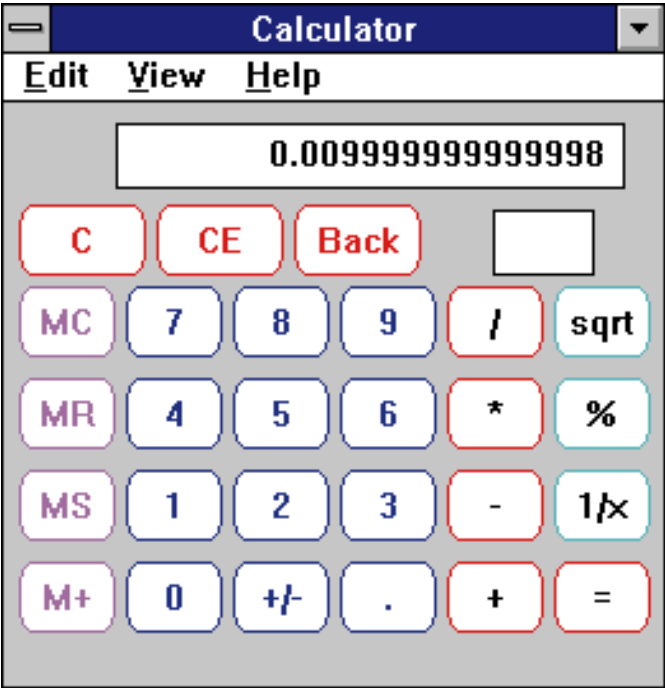 Calculator
Edit View Help
0.009999999999998
C CE Back
MC 7 8 9 / sqrt
MR 4 5 6 * %
MS 1 2 3 - 1/x
M+ 0 +/- . + =